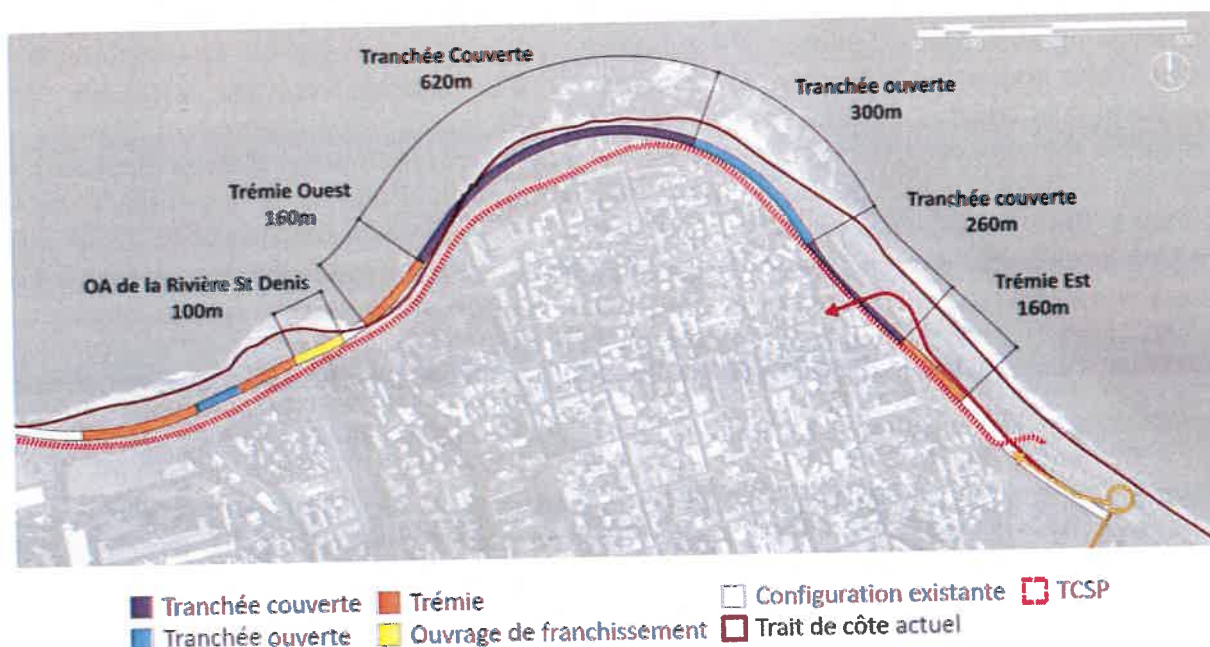 Tranchée Couverte
620m
Tranchée ouverte
300m
Trémie Ouest
160m
Tranchée couverte
260m
OA de la Rivière St Denis
100m
Trémie Est
160m
Tranchée couverte
Trémie
Configuration existante
TCSP
Tranchée ouverte
Ouvrage de franchissement
Trait de côte actuel